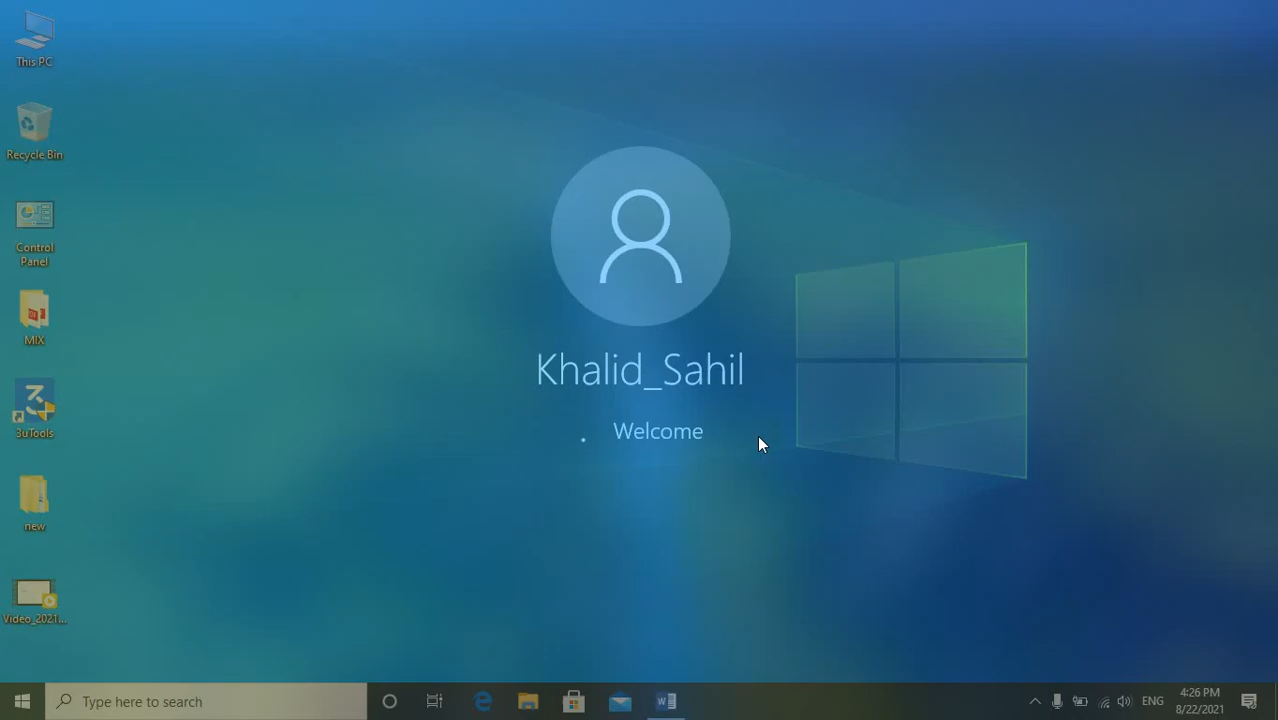 This PC
Recycle Bin
Control
Panel
MIX
3uTools
new
Video_2021...
Khalid_Sahil
Welcome
Type here to search
W
ENG
4:26 PM
8/22/2021